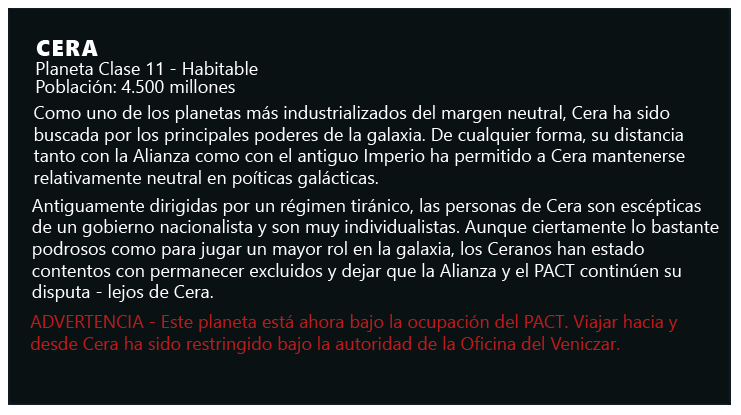 CERA
Planeta Clase 11 - Habitable
Población: 4.500 millones
Como uno de los planetas más industrializados del margen neutral, Cera ha sido
buscada por los principales poderes de la galaxia. De cualquier forma, su distancia
tanto con la Alianza como con el antiguo Imperio ha permitido a Cera mantenerse
relativamente neutral en poíticas galácticas.
Antiguamente dirigidas por un régimen tiránico, las personas de Cera son escépticas
de un gobierno nacionalista y son muy individualistas. Aunque ciertamente lo bastante
podrosos como para jugar un mayor rol en la galaxia, los Ceranos han estado
contentos con permanecer excluidos y dejar que la Alianza y el PACT continúen su
disputa - lejos de Cera.
ADVERTENCIA - Este planeta está ahora bajo la ocupación del PACT. Viajar hacia y
desde Cera ha sido restringido bajo la autoridad de la Oficina del Veniczar.